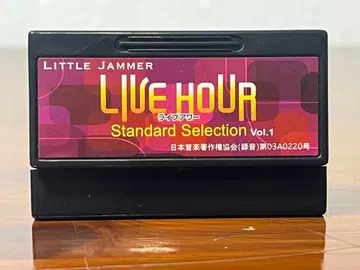 LITTLE JAMMER
LIVE HOUR
ライブアワー
Standard Selection Vol.1
日本音楽著作権協会(録音)第03A0220号